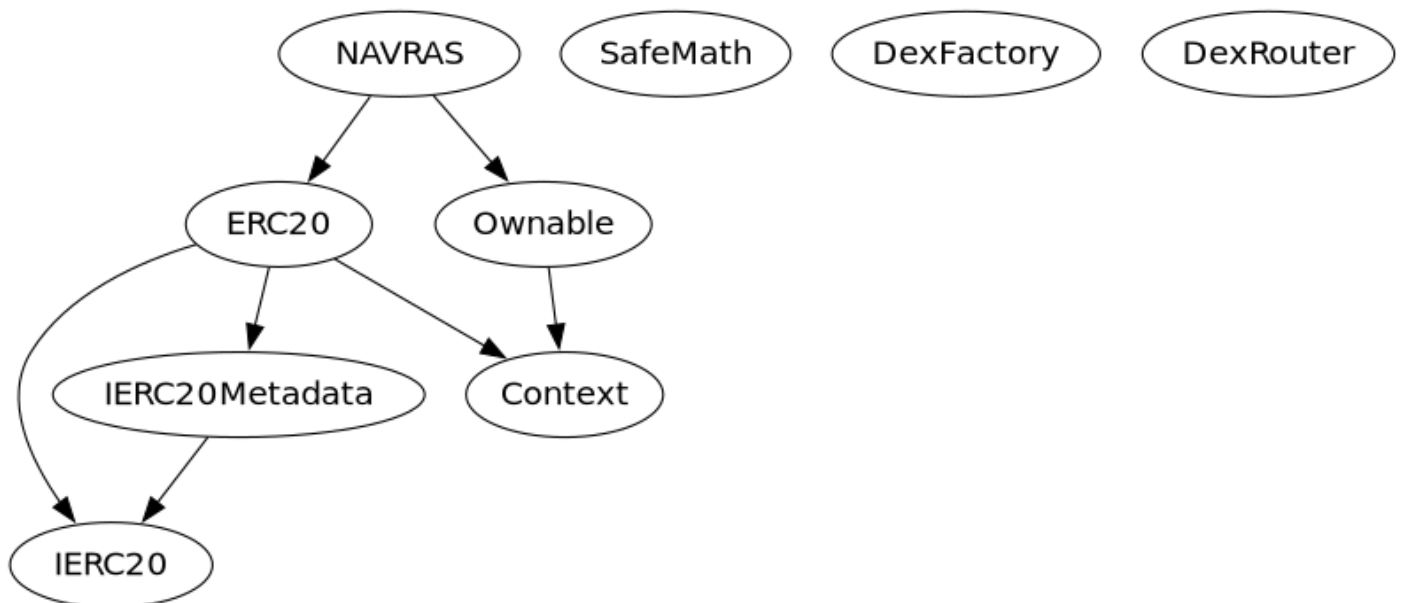 NAVRAS
SafeMath
DexFactory
DexRouter
ERC20
Ownable
IERC20Metadata
Context
IERC20